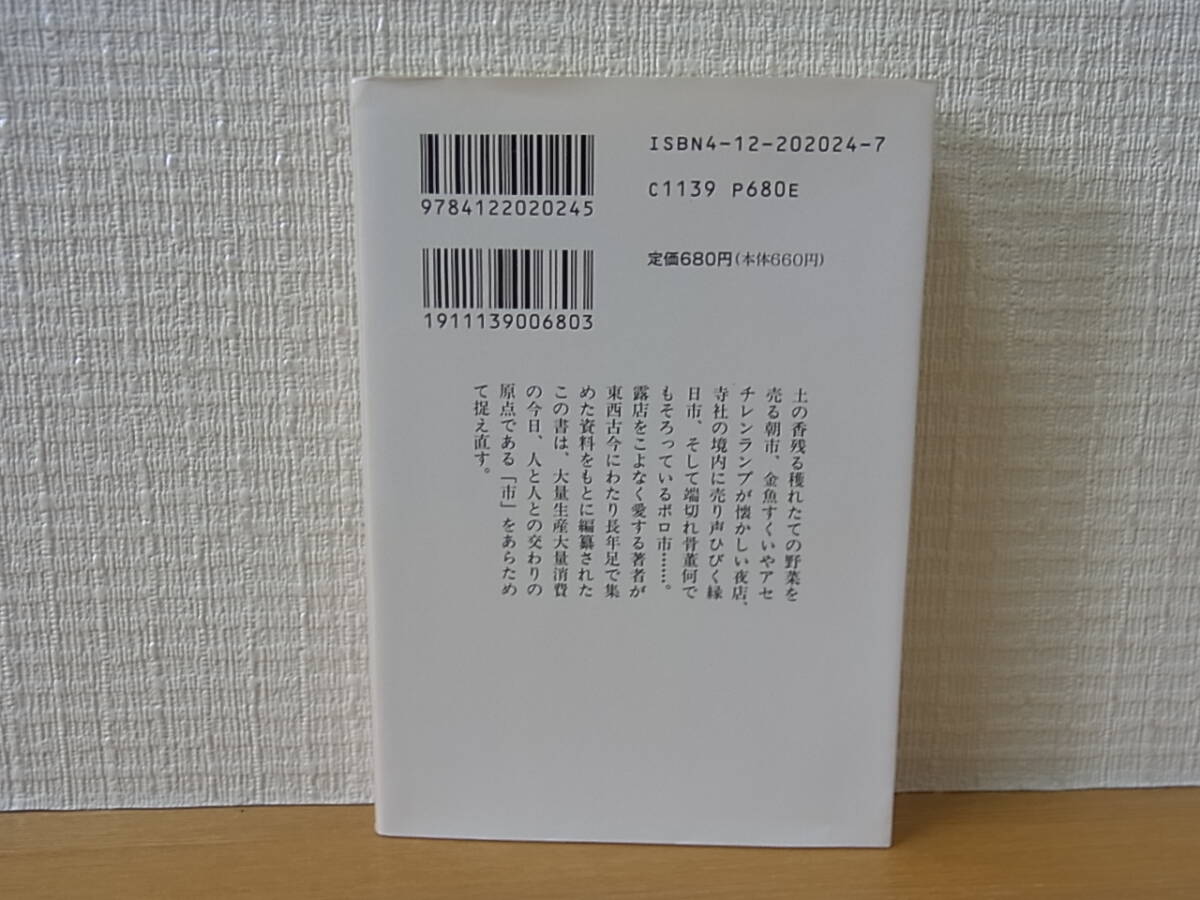 ISBN4-12-202024-7
C1139 P680E
9784122020245
定価680円(本体660円)
1911139006803
土の香残る穫れたての野菜を
売る朝市、金魚すくいやアセ
チレンランプが懐かしい夜店、
寺社の境内に売り声ひびく縁
日市、そして端切れ骨董何で
もそろっているボロ市……。
露店をこよなく愛する著者が
東西古今にわたり長年足で集
めた資料をもとに編纂された
この書は、大量生産大量消費
の今日、人と人との交わりの
原点である「市」をあらため
て捉え直す。